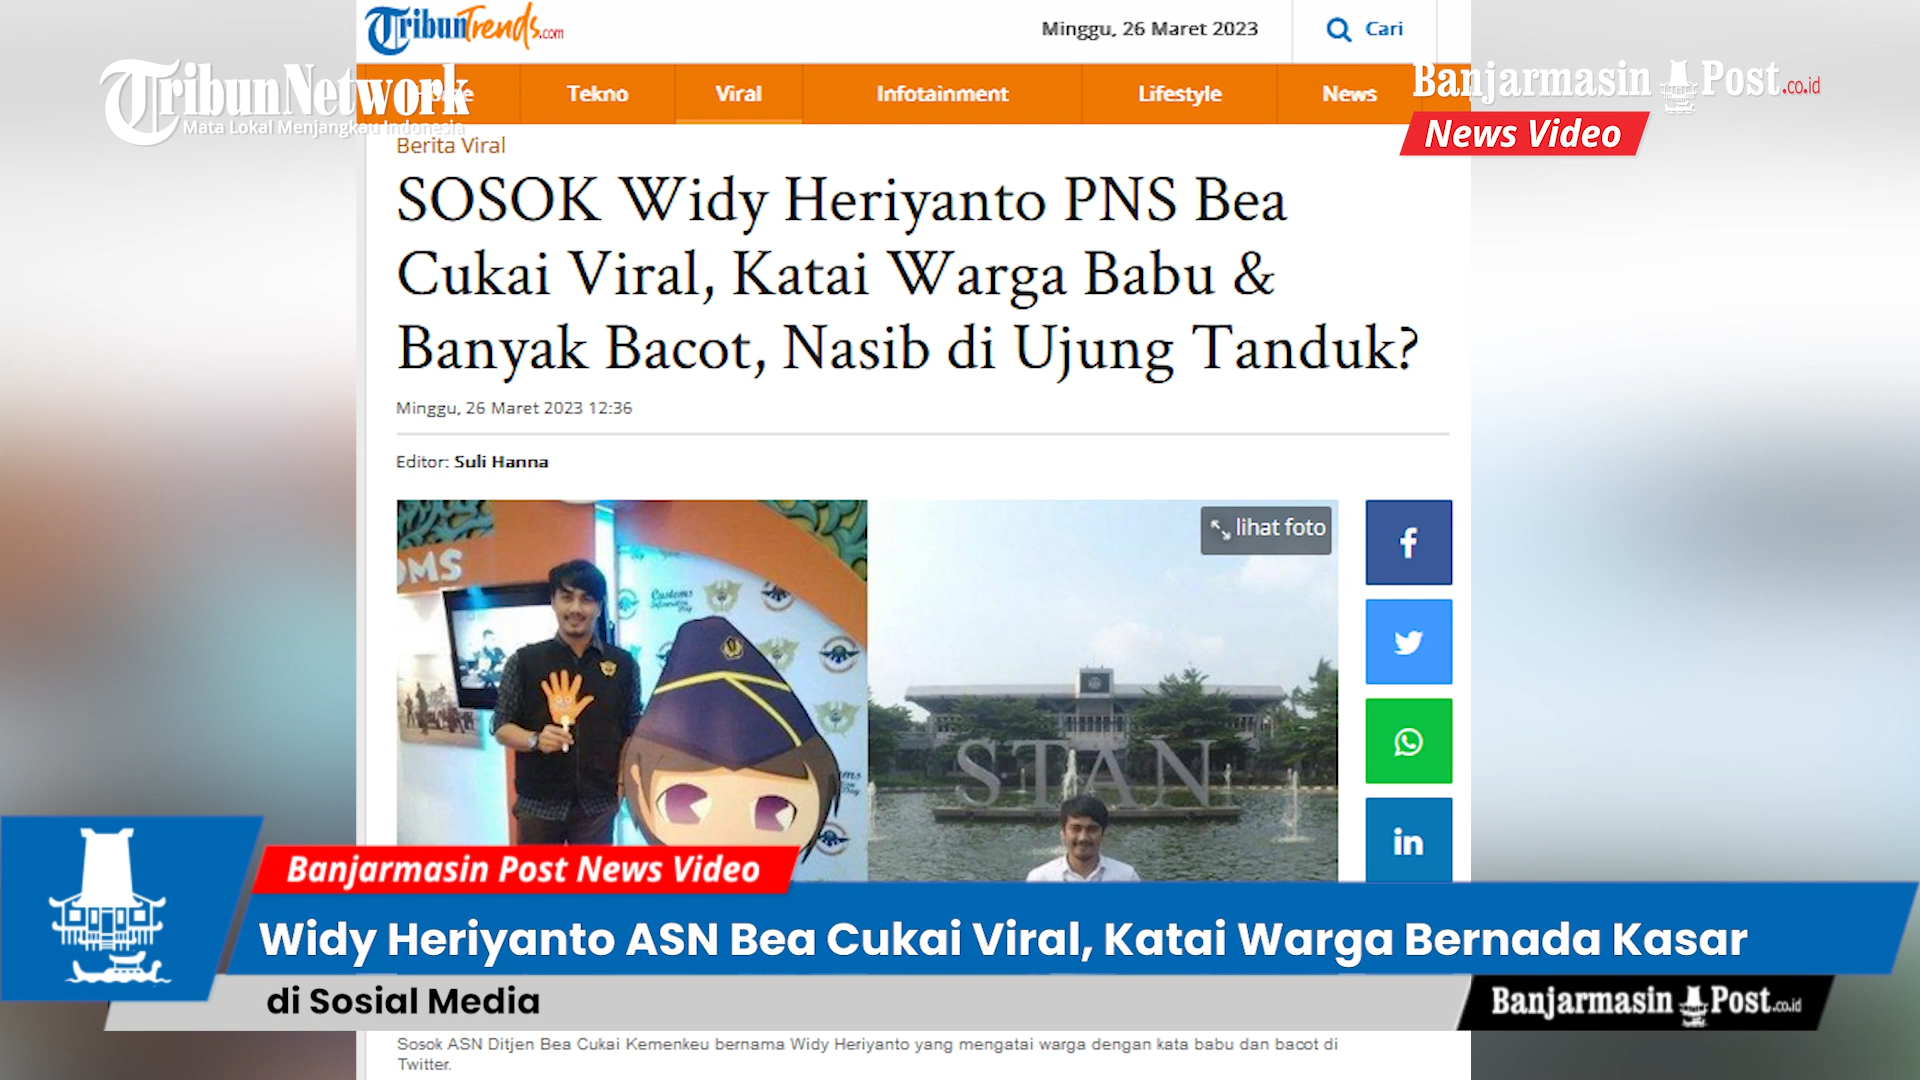 TribunTrends.com
Minggu, 26 Maret 2023
Cari
TribunNetwork
Mata Lokal Menjangkau Indonesia
Tekno
Viral
Infotainment
Lifestyle
News
Banjarmasin Post.co.id
News Video
Berita Viral
SOSOK Widy Heriyanto PNS Bea
Cukai Viral, Katai Warga Babu &
Banyak Bacot, Nasib di Ujung Tanduk?
Minggu, 26 Maret 2023 12:36
Editor: Suli Hanna
lihat foto
OMS
Customs
STAN
Banjarmasin Post News Video
Widy Heriyanto ASN Bea Cukai Viral, Katai Warga Bernada Kasar
di Sosial Media
Banjarmasin Post.co.id
Sosok ASN Ditjen Bea Cukai Kemenkeu bernama Widy Heriyanto yang mengatai warga dengan kata babu dan bacot di
Twitter.